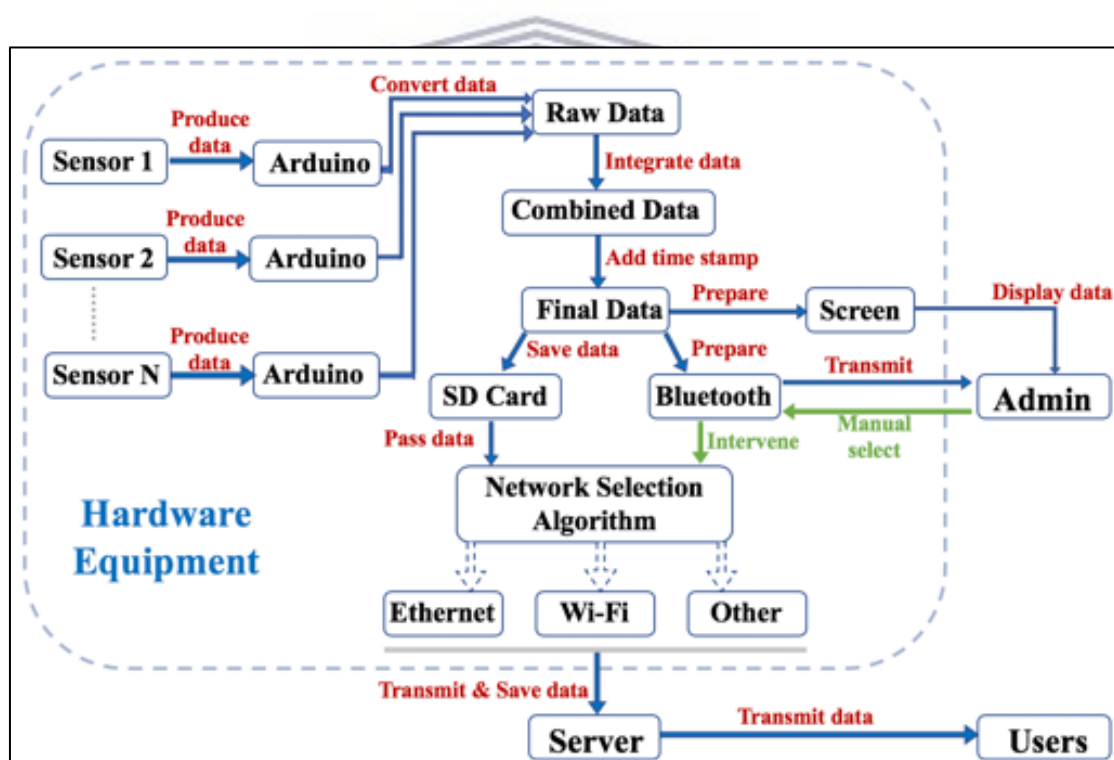 Convert data
Raw Data
Produce
data
Sensor 1
Arduino
Integrate data
Combined Data
Produce
data
Sensor 2
Arduino
Add time stamp
Final Data
Prepare
Screen
Display data
Produce
data
Sensor N
Arduino
Save data
Prepare
SD Card
Bluetooth
Transmit
Admin
Manual
select
Pass data
Intervene
Network Selection
Algorithm
Hardware
Equipment
Ethernet
Wi-Fi
Other
Transmit & Save data
Server
Transmit data
Users